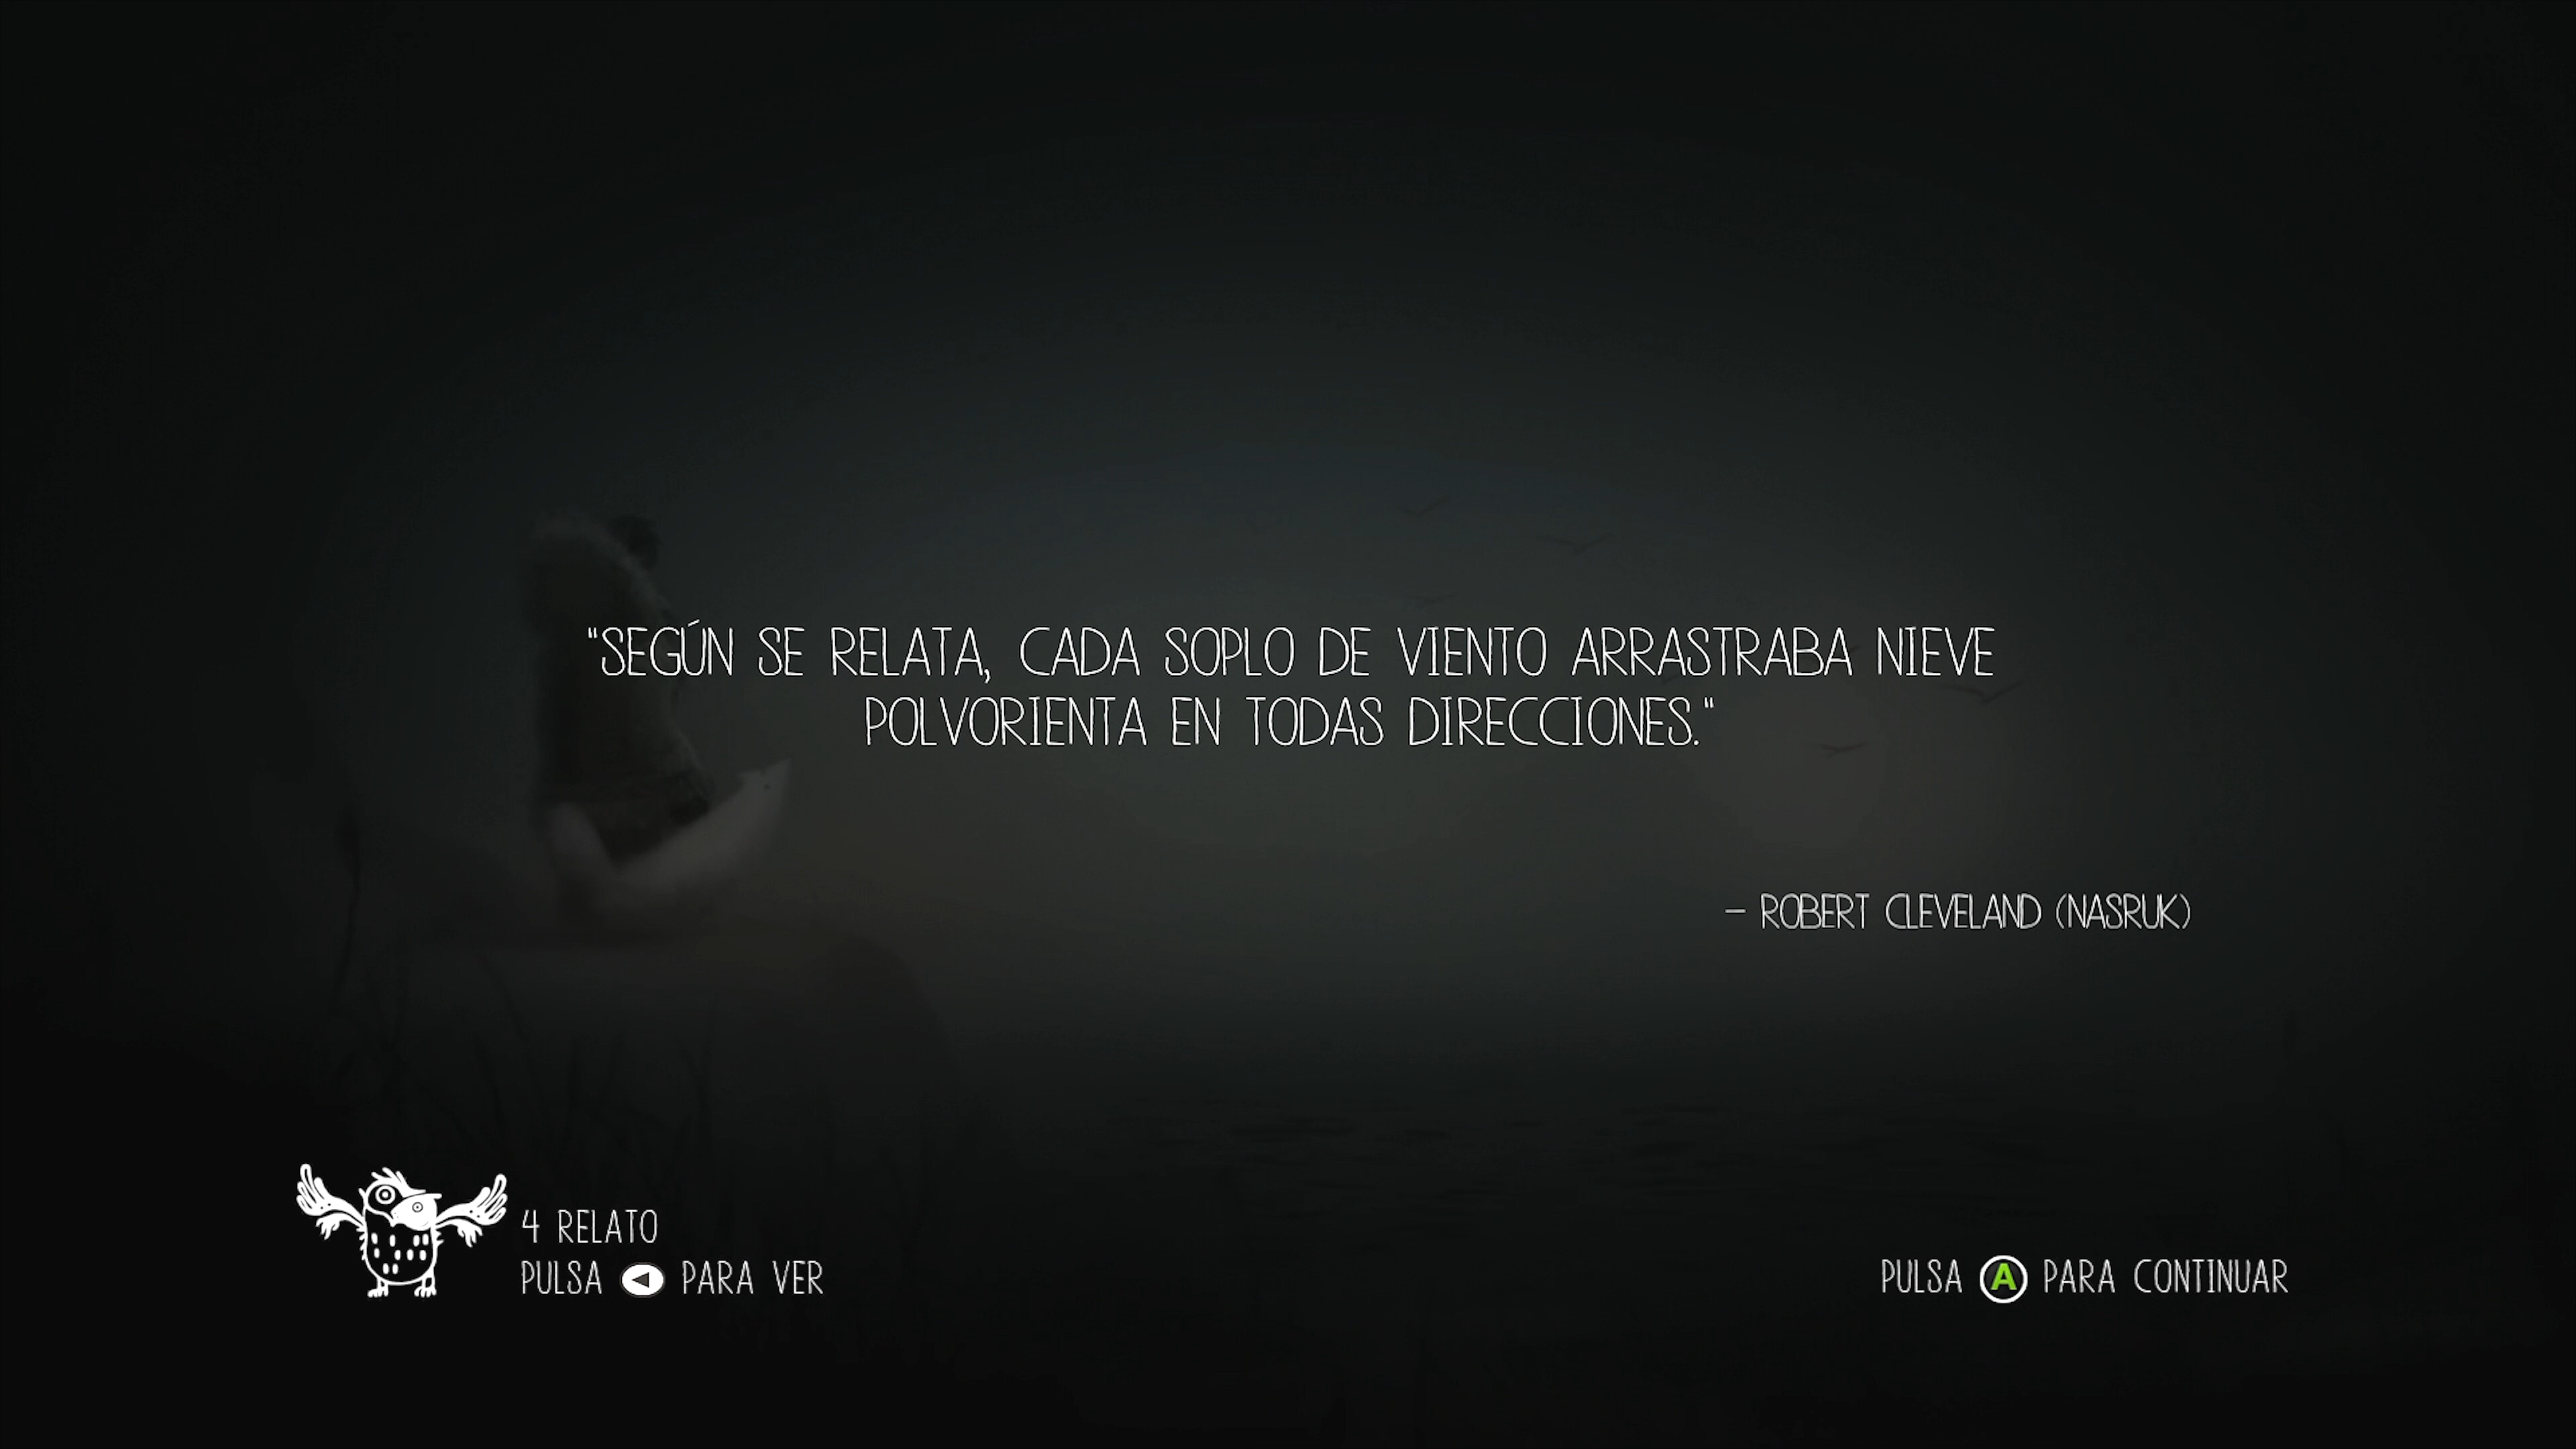 "SEGÚN SE RELATA, CADA SOPLO DE VIENTO ARRASTRABA NIEVE
POLVORIENTA EN TODAS DIRECCIONES."
– ROBERT CLEVELAND (NASRUK)
4 RELATO
PULSA ◀ PARA VER
PULSA A PARA CONTINUAR